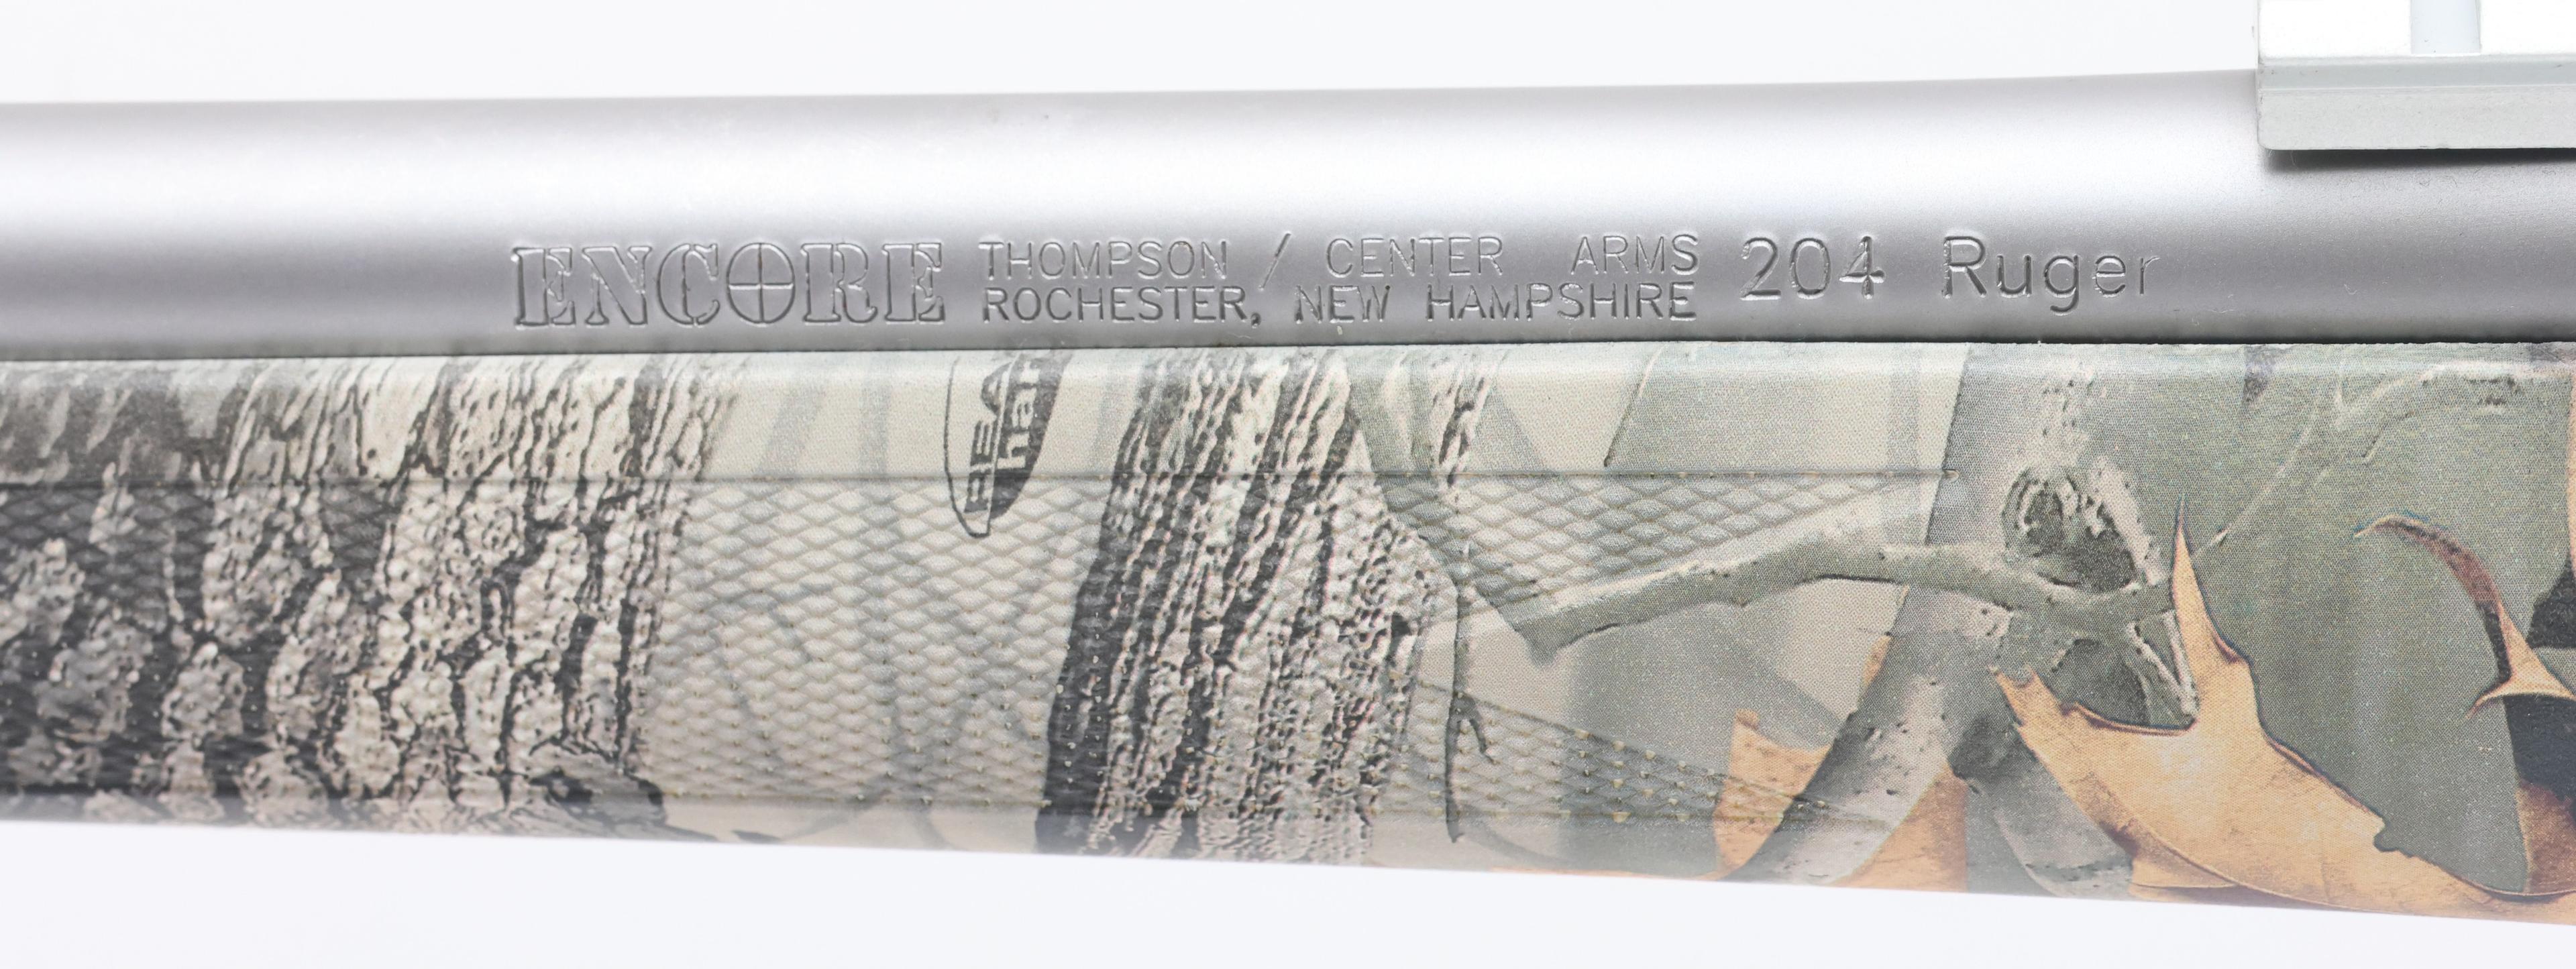 ENCORE THOMPSON / CENTER ARMS 204 Ruger
ROCHESTER, NEW HAMPSHIRE